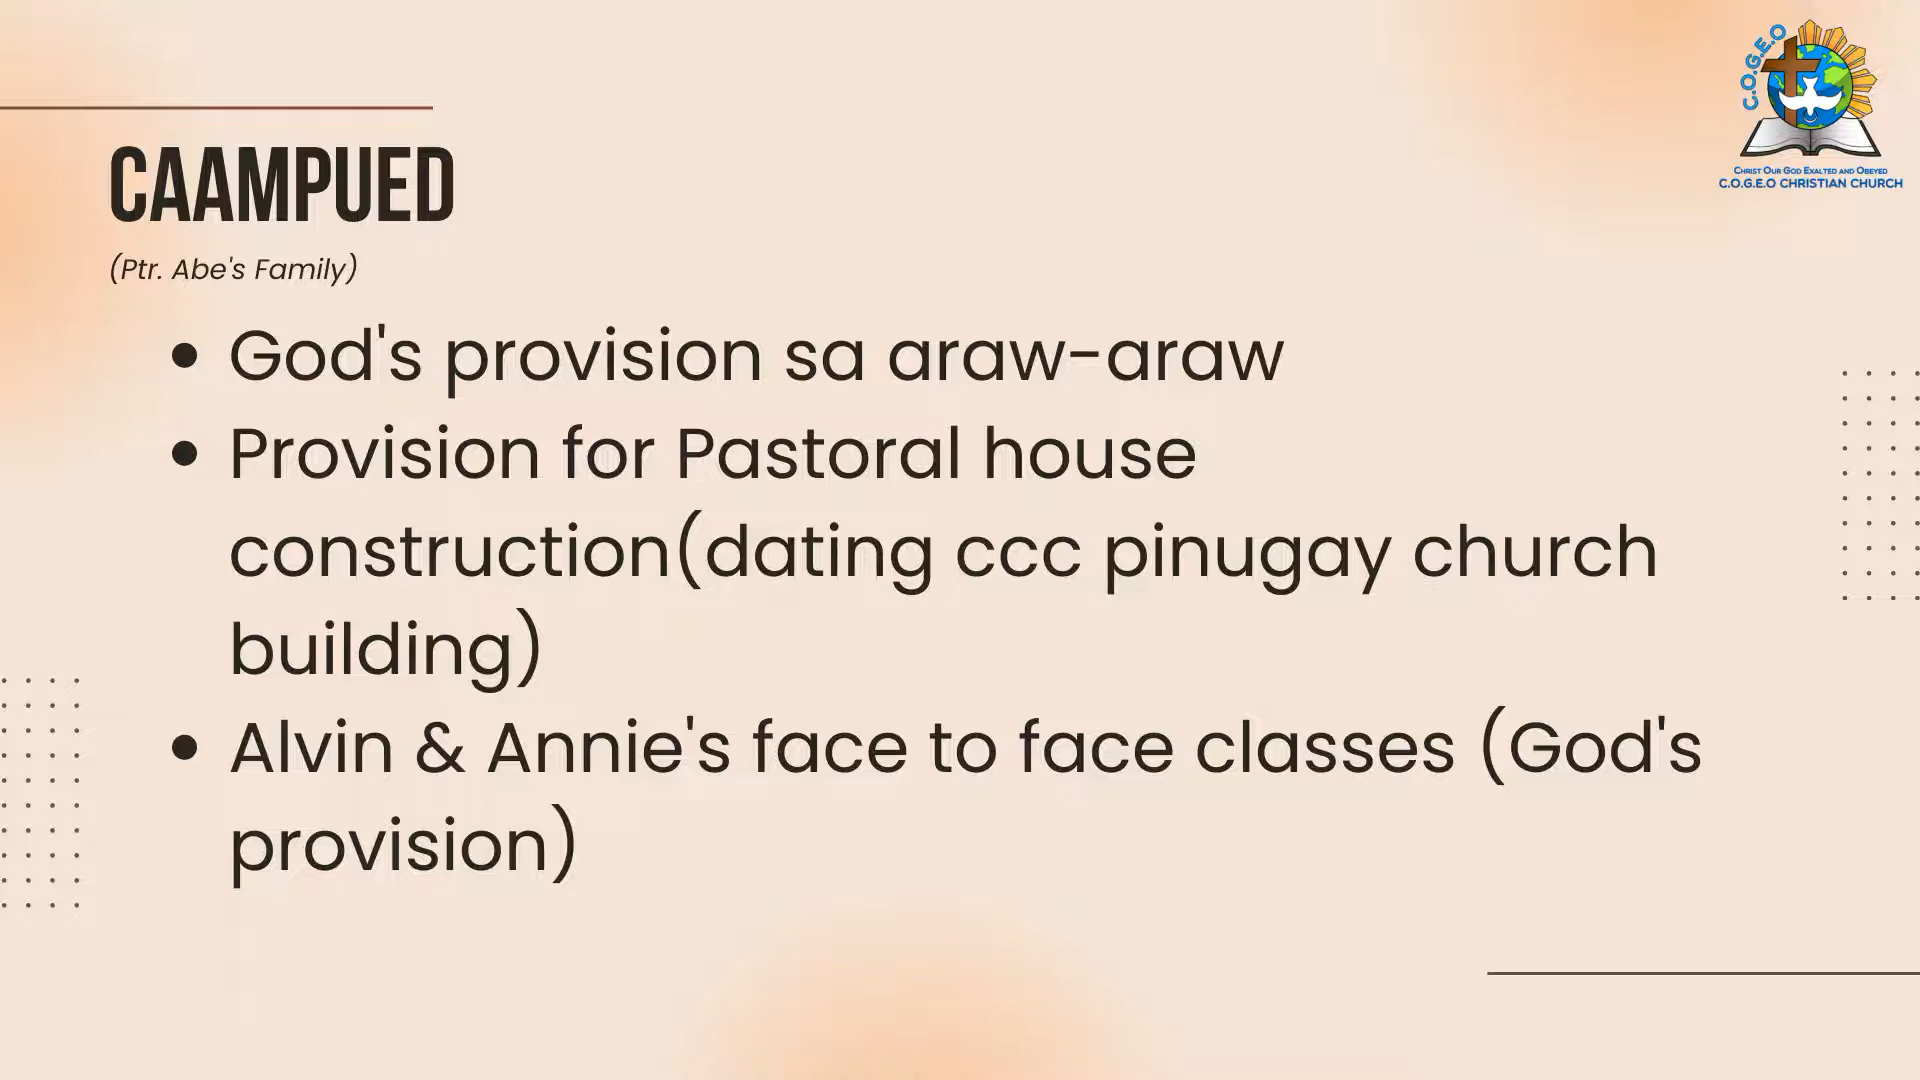 C.O.G.E.O
CHRIST OUR GOD EXALTED AND OBEYED
C.O.G.E.O CHRISTIAN CHURCH
CAAMPUED
(Ptr. Abe's Family)
• God's provision sa araw-araw
• Provision for Pastoral house
construction(dating ccc pinugay church
building)
• Alvin & Annie's face to face classes (God's
provision)